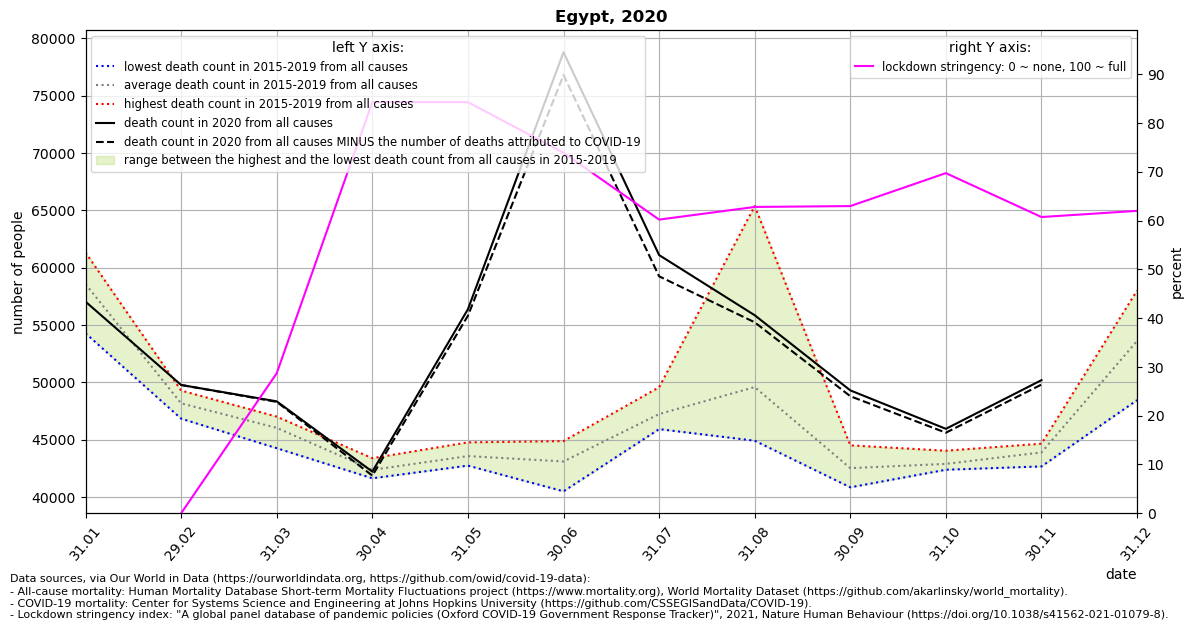 Egypt, 2020
left Y axis:
lowest death count in 2015-2019 from all causes
average death count in 2015-2019 from all causes
highest death count in 2015-2019 from all causes
death count in 2020 from all causes
death count in 2020 from all causes MINUS the number of deaths attributed to COVID-19
range between the highest and the lowest death count from all causes in 2015-2019
right Y axis:
lockdown stringency: 0 ~ none, 100 ~ full
number of people
80000
75000
70000
65000
60000
55000
50000
45000
40000
percent
90
80
70
60
50
40
30
20
10
0
31.01
29.02
31.03
30.04
31.05
30.06
31.07
31.08
30.09
31.10
30.11
31.12
date
Data sources, via Our World in Data (https://ourworldindata.org, https://github.com/owid/covid-19-data):
- All-cause mortality: Human Mortality Database Short-term Mortality Fluctuations project (https://www.mortality.org), World Mortality Dataset (https://github.com/akarlinsky/world_mortality).
- COVID-19 mortality: Center for Systems Science and Engineering at Johns Hopkins University (https://github.com/CSSEGISandData/COVID-19).
- Lockdown stringency index: "A global panel database of pandemic policies (Oxford COVID-19 Government Response Tracker)", 2021, Nature Human Behaviour (https://doi.org/10.1038/s41562-021-01079-8).